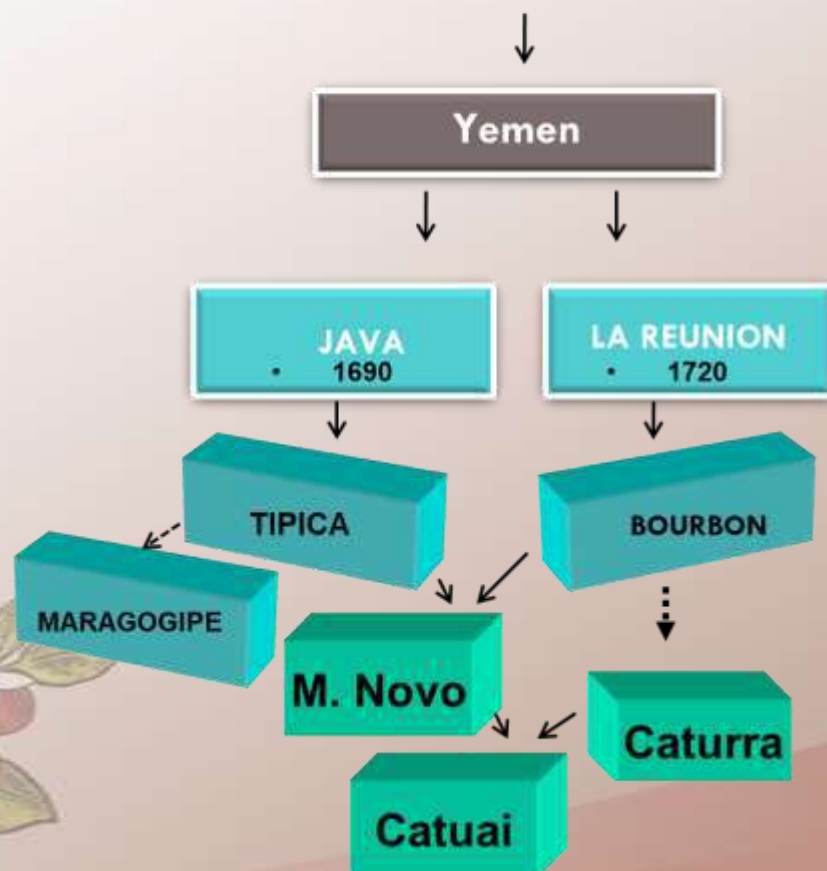 Yemen
JAVA
• 1690
LA REUNION
• 1720
TIPICA
BOURBON
MARAGOGIPE
M. Novo
Caturra
Catuai